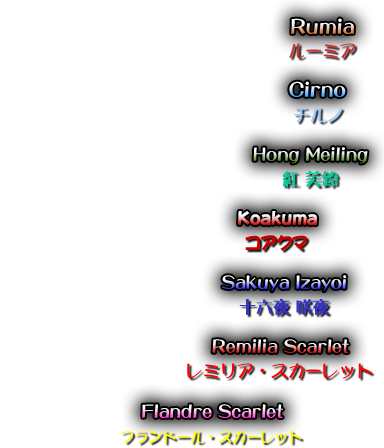 Rumia
ルーミア
Cirno
チルノ
Hong Meiling
紅 美鈴
Koakuma
コアクマ
Sakuya Izayoi
十六夜 咲夜
Remilia Scarlet
レミリア・スカーレット
Flandre Scarlet
フランドール・スカーレット